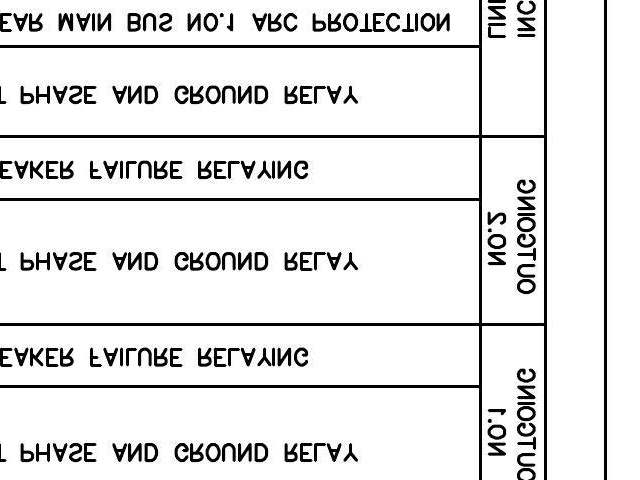 EAR MAIN BUS NO.1 ARC PROTECTION
T PHASE AND GROUND RELAY
INC
LIN
EAKER FAILURE RELAYING
T PHASE AND GROUND RELAY
OUTGOING
NO.2
EAKER FAILURE RELAYING
T PHASE AND GROUND RELAY
OUTGOING
NO.1